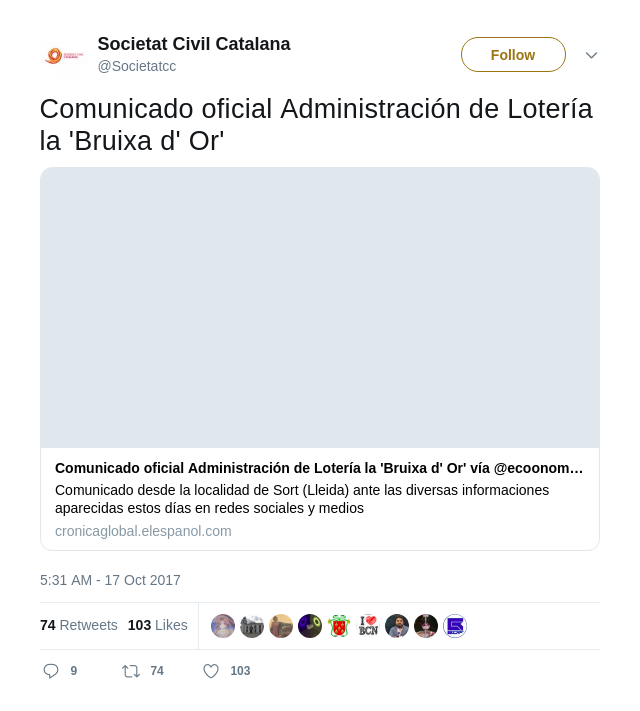 Societat Civil Catalana
@Societatcc
Follow
Comunicado oficial Administración de Lotería
la 'Bruixa d' Or'
Comunicado oficial Administración de Lotería la 'Bruixa d' Or' vía @ecoonom…
Comunicado desde la localidad de Sort (Lleida) ante las diversas informaciones
aparecidas estos días en redes sociales y medios
cronicaglobal.elespanol.com
5:31 AM - 17 Oct 2017
74 Retweets 103 Likes
I BCN
9 74 103